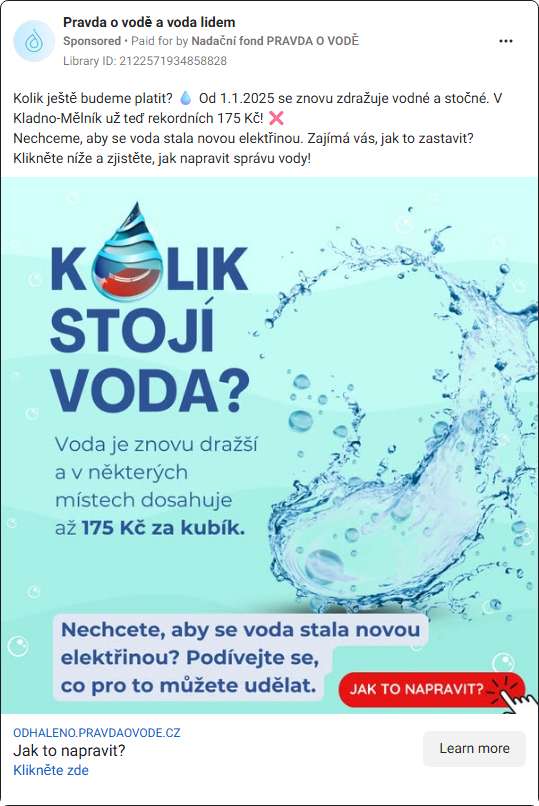 Pravda o vodě a voda lidem
Sponsored • Paid for by Nadační fond PRAVDA O VODĚ
Library ID: 2122571934858828
Kolik ještě budeme platit? 💧 Od 1.1.2025 se znovu zdražuje vodné a stočné. V
Kladno-Mělník už teď rekordních 175 Kč! ❌
Nechceme, aby se voda stala novou elektřinou. Zajímá vás, jak to zastavit?
Klikněte níže a zjistěte, jak napravit správu vody!
KOLIK
STOJÍ
VODA?
Voda je znovu dražší
a v některých
místech dosahuje
až 175 Kč za kubík.
Nechcete, aby se voda stala novou
elektřinou? Podívejte se,
co pro to můžete udělat.
JAK TO NAPRAVIT?
ODHALENO.PRAVDAOVODE.CZ
Jak to napravit?
Klikněte zde
Learn more